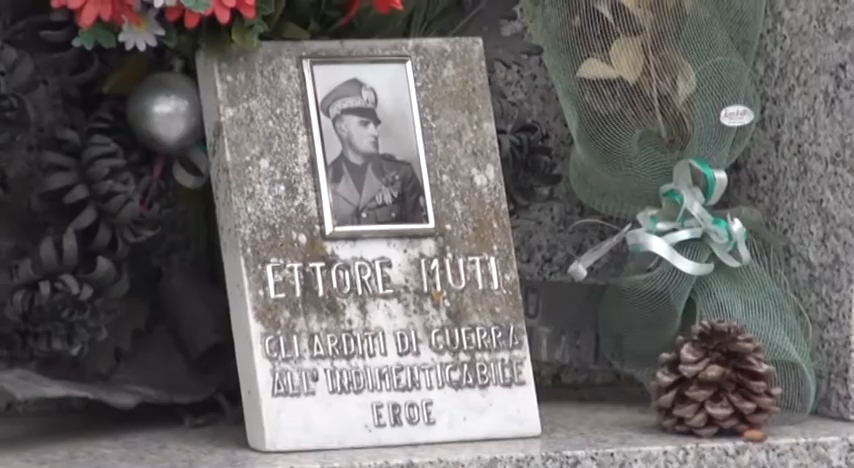 ETTORE MUTI
GLI ARDITI DI GUERRA
ALL'INDIMENTICABILE
EROE